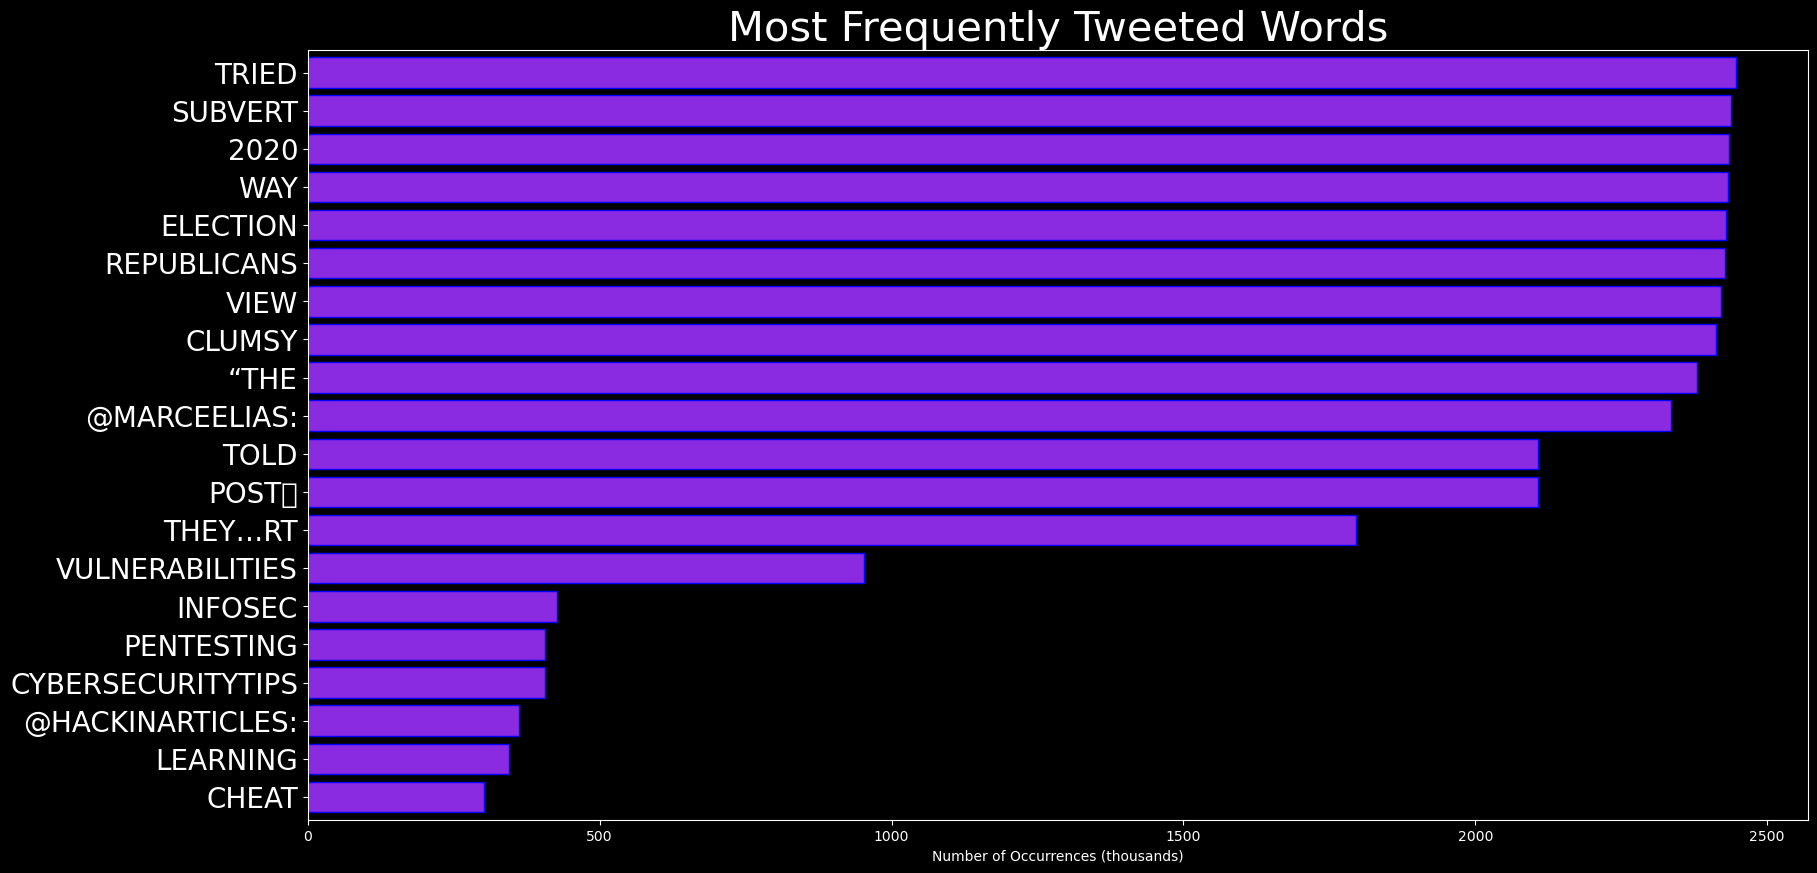 Most Frequently Tweeted Words
TRIED
SUBVERT
2020
WAY
ELECTION
REPUBLICANS
VIEW
CLUMSY
“THE
@MARCEELIAS:
TOLD
POST▯
THEY…RT
VULNERABILITIES
INFOSEC
PENTESTING
CYBERSECURITYTIPS
@HACKINARTICLES:
LEARNING
CHEAT
0 500 1000 1500 2000 2500
Number of Occurrences (thousands)